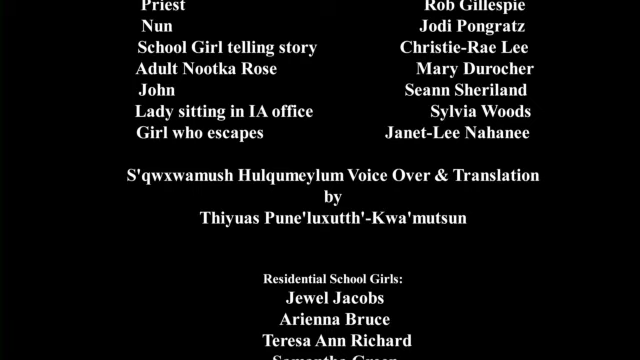 Priest Rob Gillespie
Nun Jodi Pongratz
School Girl telling story Christie-Rae Lee
Adult Nootka Rose Mary Durocher
John Seann Sheriland
Lady sitting in IA office Sylvia Woods
Girl who escapes Janet-Lee Nahanee
S'qwxwamush Hulqumeylum Voice Over & Translation
by
Thiyuas Pune'luxutth'-Kwa'mutsun
Residential School Girls:
Jewel Jacobs
Arienna Bruce
Teresa Ann Richard
Samantha Green